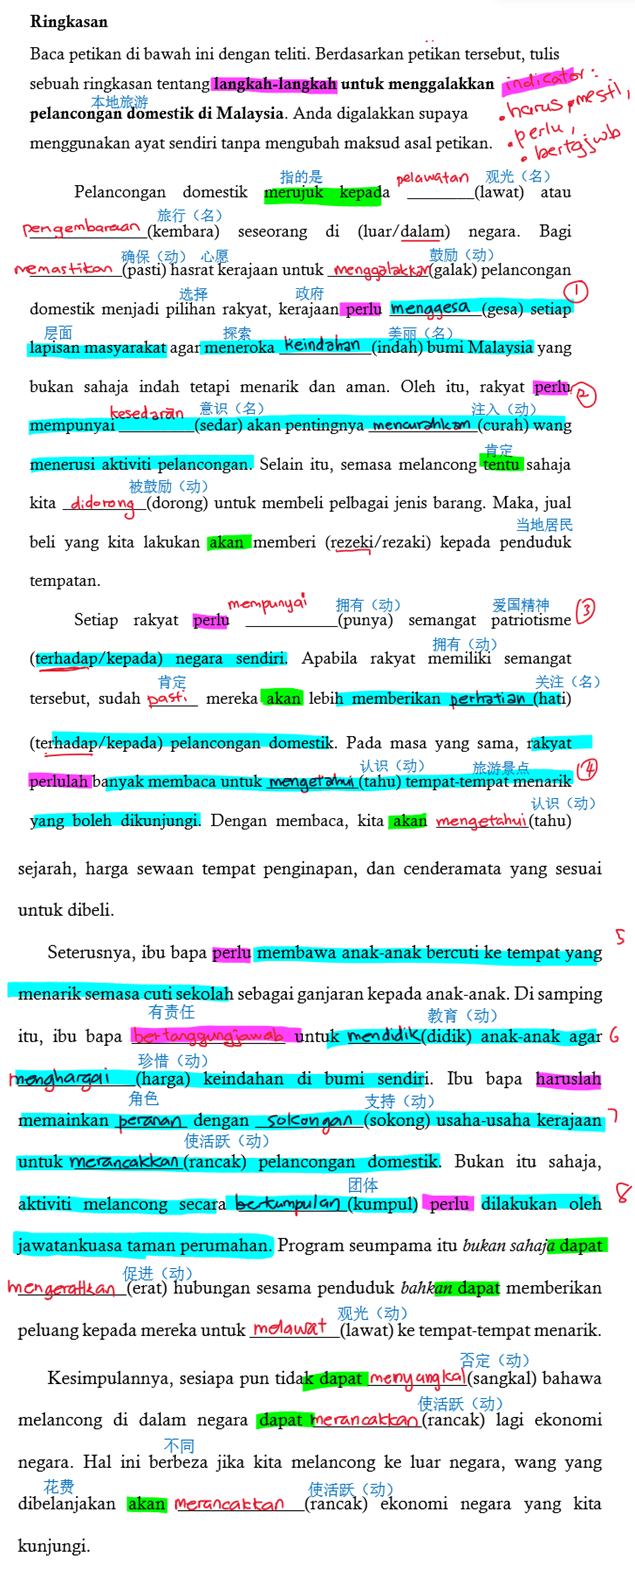 Ringkasan
Baca petikan di bawah ini dengan teliti. Berdasarkan petikan tersebut, tulis
sebuah ringkasan tentang langkah-langkah untuk menggalakkan indicator:
本地旅游
pelancongan domestik di Malaysia. Anda digalakkan supaya • harus, mesti,
menggunakan ayat sendiri tanpa mengubah maksud asal petikan. • perlu,
• bertgjwb
指的是 pelawatan 观光（名）
Pelancongan domestik merujuk kepada ________(lawat) atau
旅行（名）
pengembaraan (kembara) seseorang di (luar/dalam) negara. Bagi
确保（动） 心愿 鼓励（动）
memastikan (pasti) hasrat kerajaan untuk menggalakkan (galak) pelancongan
选择 政府 ①
domestik menjadi pilihan rakyat, kerajaan perlu menggesa (gesa) setiap
层面 探索 美丽（名）
lapisan masyarakat agar meneroka keindahan (indah) bumi Malaysia yang
bukan sahaja indah tetapi menarik dan aman. Oleh itu, rakyat perlu ②
kesedaran 意识（名） 注入（动）
mempunyai ________(sedar) akan pentingnya mencurahkan (curah) wang
肯定
menerusi aktiviti pelancongan. Selain itu, semasa melancong tentu sahaja
被鼓励（动）
kita didorong (dorong) untuk membeli pelbagai jenis barang. Maka, jual
当地居民
beli yang kita lakukan akan memberi (rezeki/rezaki) kepada penduduk
tempatan.
mempunyai 拥有（动） 爱国精神 ③
Setiap rakyat perlu ________(punya) semangat patriotisme
拥有（动）
(terhadap/kepada) negara sendiri. Apabila rakyat memiliki semangat
肯定 关注（名）
tersebut, sudah pasti mereka akan lebih memberikan perhatian (hati)
(terhadap/kepada) pelancongan domestik. Pada masa yang sama, rakyat
认识（动） 旅游景点 ④
perlulah banyak membaca untuk mengetahui (tahu) tempat-tempat menarik
认识（动）
yang boleh dikunjungi. Dengan membaca, kita akan mengetahui (tahu)
sejarah, harga sewaan tempat penginapan, dan cenderamata yang sesuai
untuk dibeli.
Seterusnya, ibu bapa perlu membawa anak-anak bercuti ke tempat yang 5
menarik semasa cuti sekolah sebagai ganjaran kepada anak-anak. Di samping
有责任 教育（动）
itu, ibu bapa bertanggungjawab untuk mendidik (didik) anak-anak agar 6
珍惜（动）
menghargai (harga) keindahan di bumi sendiri. Ibu bapa haruslah
角色 支持（动）
memainkan peranan dengan sokongan (sokong) usaha-usaha kerajaan 7
使活跃（动）
untuk merancakkan (rancak) pelancongan domestik. Bukan itu sahaja,
团体
aktiviti melancong secara berkumpulan (kumpul) perlu dilakukan oleh 8
jawatankuasa taman perumahan. Program seumpama itu bukan sahaja dapat
促进（动）
mengeratkan (erat) hubungan sesama penduduk bahkan dapat memberikan
观光（动）
peluang kepada mereka untuk melawat (lawat) ke tempat-tempat menarik.
否定（动）
Kesimpulannya, sesiapa pun tidak dapat menyangkal (sangkal) bahawa
使活跃（动）
melancong di dalam negara dapat merancakkan (rancak) lagi ekonomi
不同
negara. Hal ini berbeza jika kita melancong ke luar negara, wang yang
花费 使活跃（动）
dibelanjakan akan merancakkan (rancak) ekonomi negara yang kita
kunjungi.